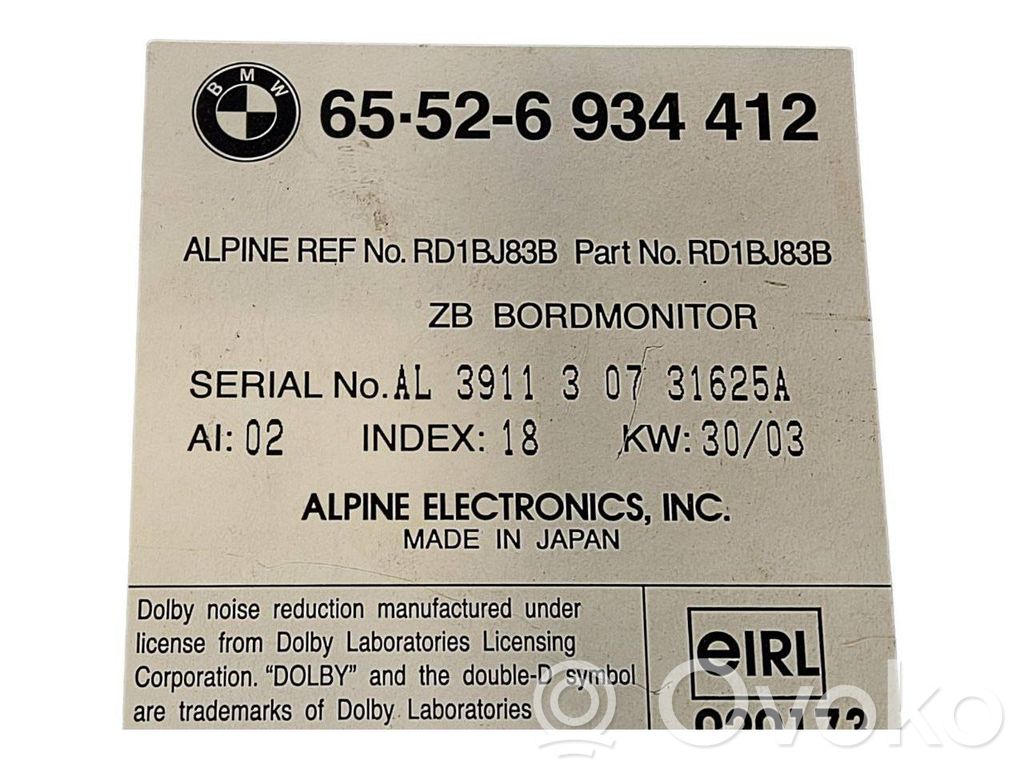 BMW
65·52-6 934 412
ALPINE REF No. RD1BJ83B Part No. RD1BJ83B
ZB BORDMONITOR
SERIAL No. AL 3911 3 07 31625A
AI: 02 INDEX: 18 KW: 30/03
ALPINE ELECTRONICS, INC.
MADE IN JAPAN
Dolby noise reduction manufactured under
license from Dolby Laboratories Licensing
Corporation. “DOLBY” and the double-D symbol
are trademarks of Dolby Laboratories
eIRL
Ovoko